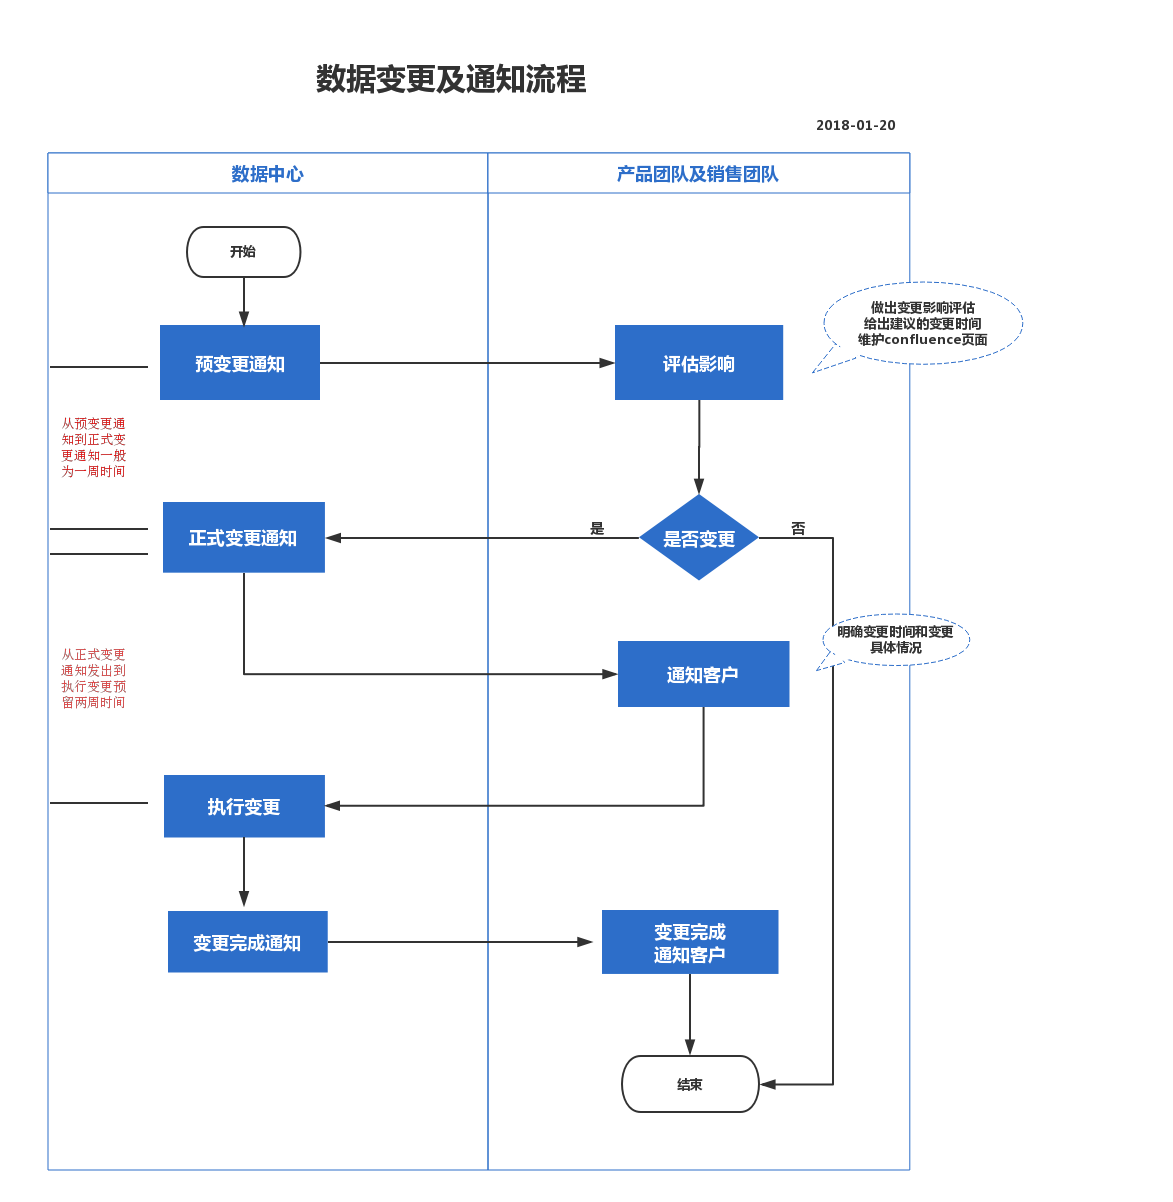 数据变更及通知流程
2018-01-20
数据中心
产品团队及销售团队
开始
做出变更影响评估
给出建议的变更时间
维护confluence页面
预变更通知
评估影响
从预变更通
知到正式变
更通知一般
为一周时间
正式变更通知
是
是否变更
否
明确变更时间和变更
具体情况
从正式变更
通知发出到
执行变更预
留两周时间
通知客户
执行变更
变更完成通知
变更完成
通知客户
结束